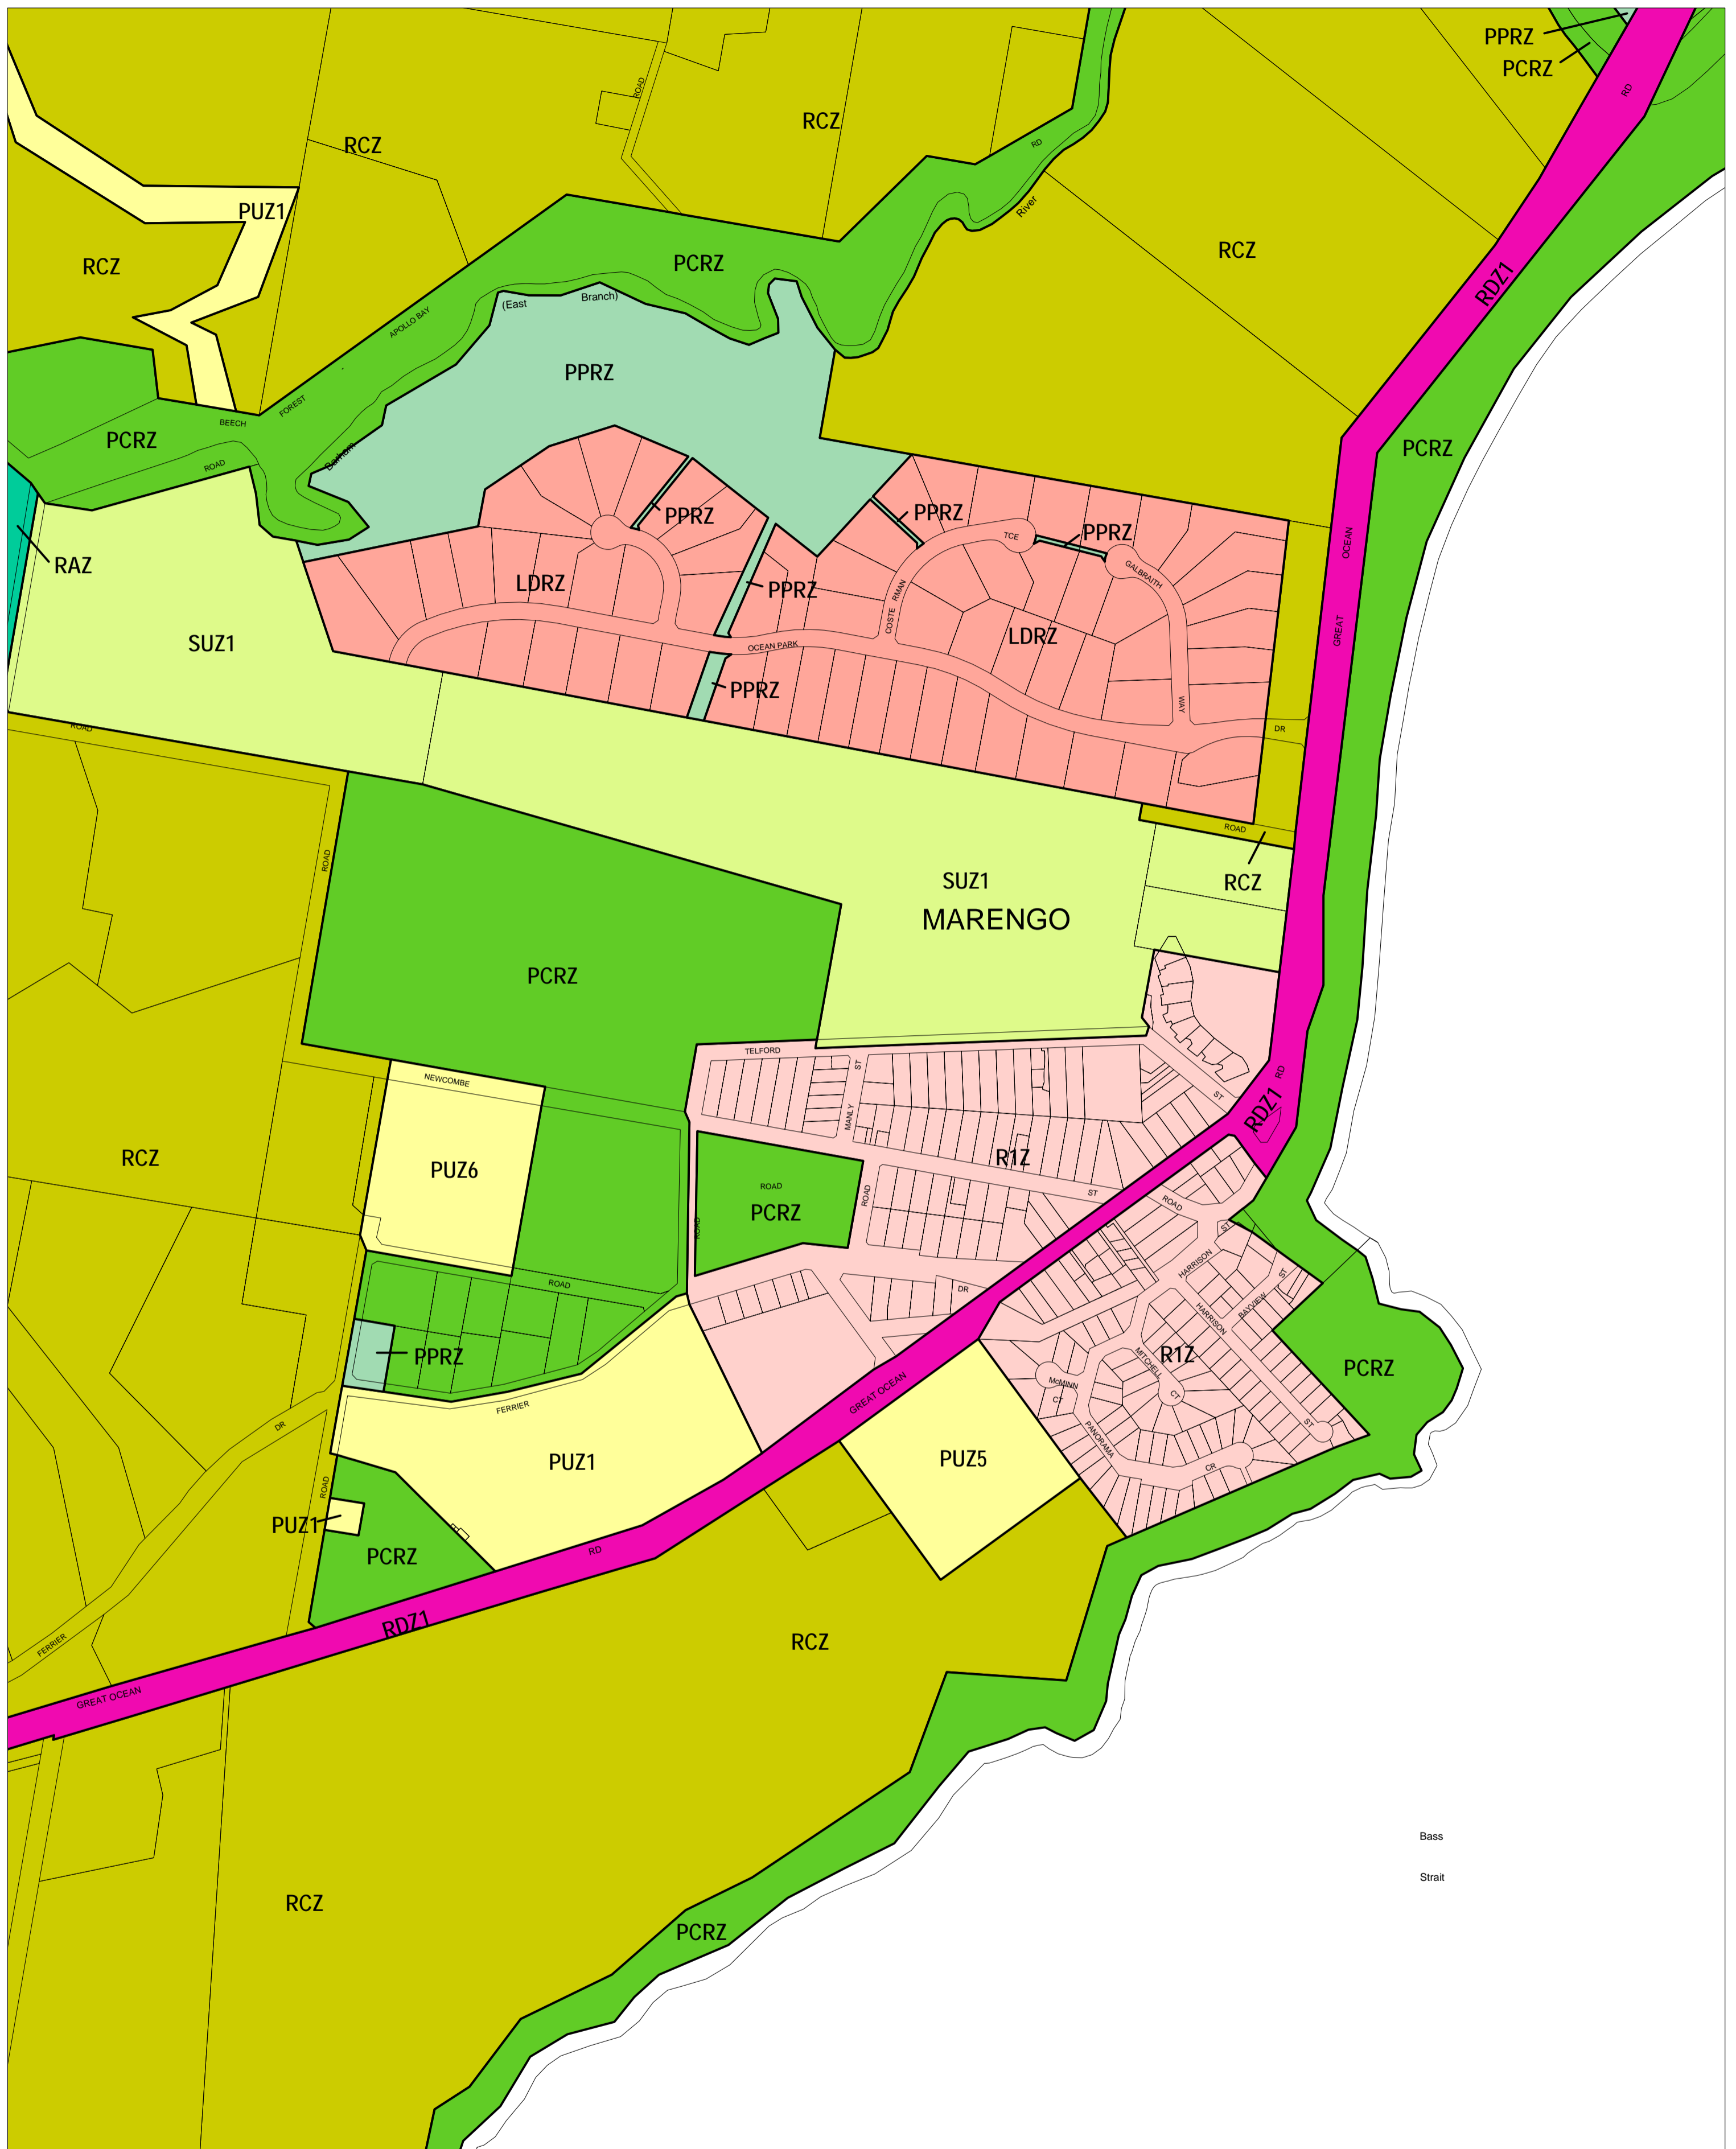 PPRZ
PCRZ
RD
ROAD
RCZ
RCZ
RD
River
PUZ1
RCZ
RCZ
PCRZ
RDZ1
(East Branch)
APOLLO BAY
PPRZ
FOREST
BEECH
PCRZ
PCRZ
Barham
ROAD
PPRZ
PPRZ
PPRZ
TCE
OCEAN
RAZ
GALBRAITH
LDRZ
PPRZ
COSTE RMAN
GREAT
LDRZ
SUZ1
OCEAN PARK
PPRZ
WAY
DR
ROAD
ROAD
ROAD
SUZ1
RCZ
MARENGO
PCRZ
TELFORD
ST
RD
NEWCOMBE
ST
RDZ1
MANLY
RCZ
R1Z
PUZ6
ROAD
ST
ROAD
ROAD
PCRZ
ROAD
ST
HARRISON
ST
ROAD
DR
BAYVIEW
HARRISON
PPRZ
R1Z
MITCHELL
PCRZ
McMINN
CT
CT
GREAT OCEAN
FERRIER
ST
DR
PANORAMA
PUZ5
PUZ1
CR
ROAD
PUZ1
PCRZ
RD
RDZ1
FERRIER
RCZ
GREAT OCEAN
Bass
Strait
RCZ
PCRZ